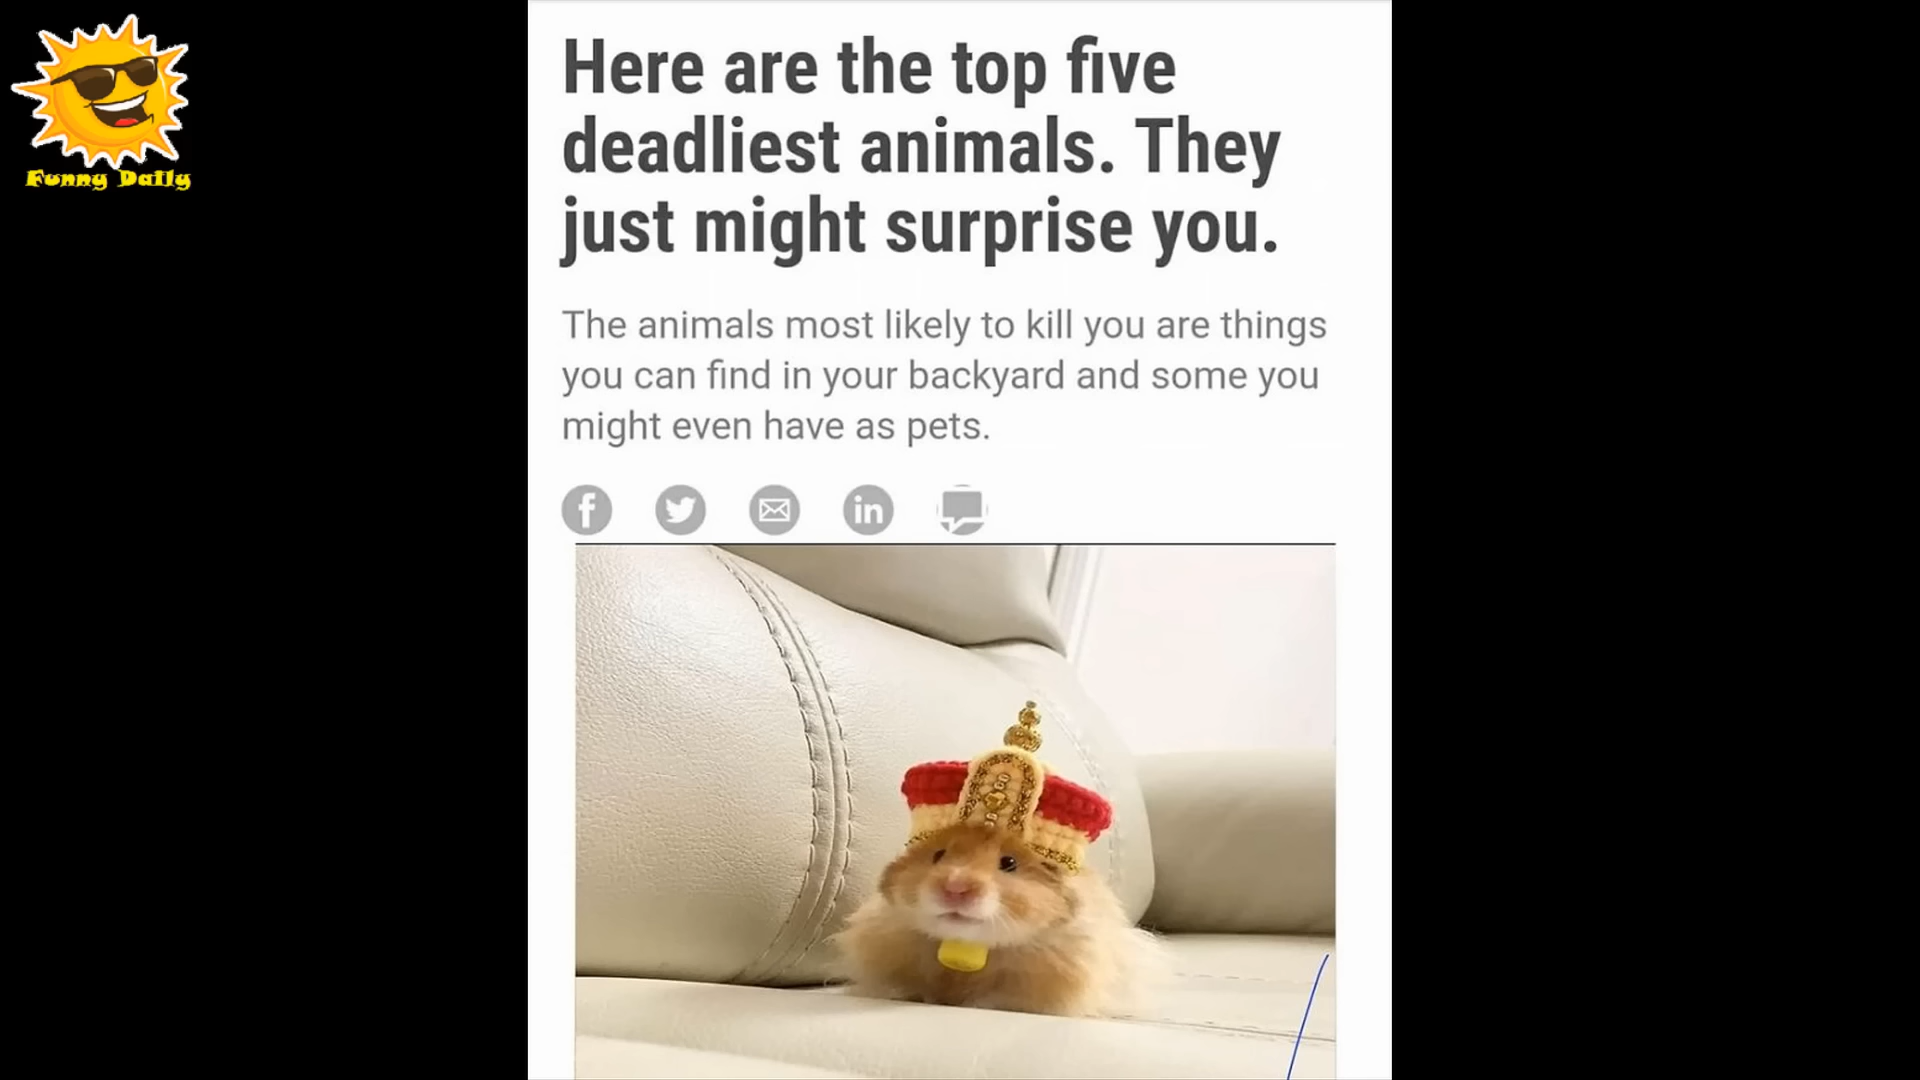 Funny Daily
Here are the top five
deadliest animals. They
just might surprise you.
The animals most likely to kill you are things
you can find in your backyard and some you
might even have as pets.
f
in